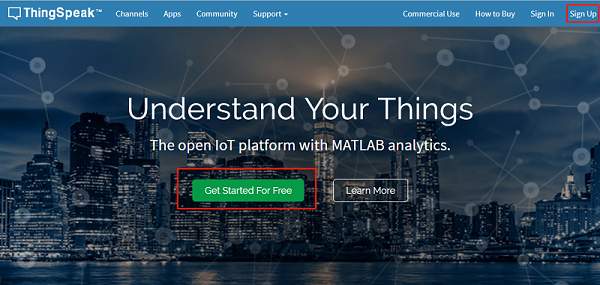 ThingSpeak™ Channels Apps Community Support Commercial Use How to Buy Sign In Sign Up
Understand Your Things
The open IoT platform with MATLAB analytics.
Get Started For Free Learn More